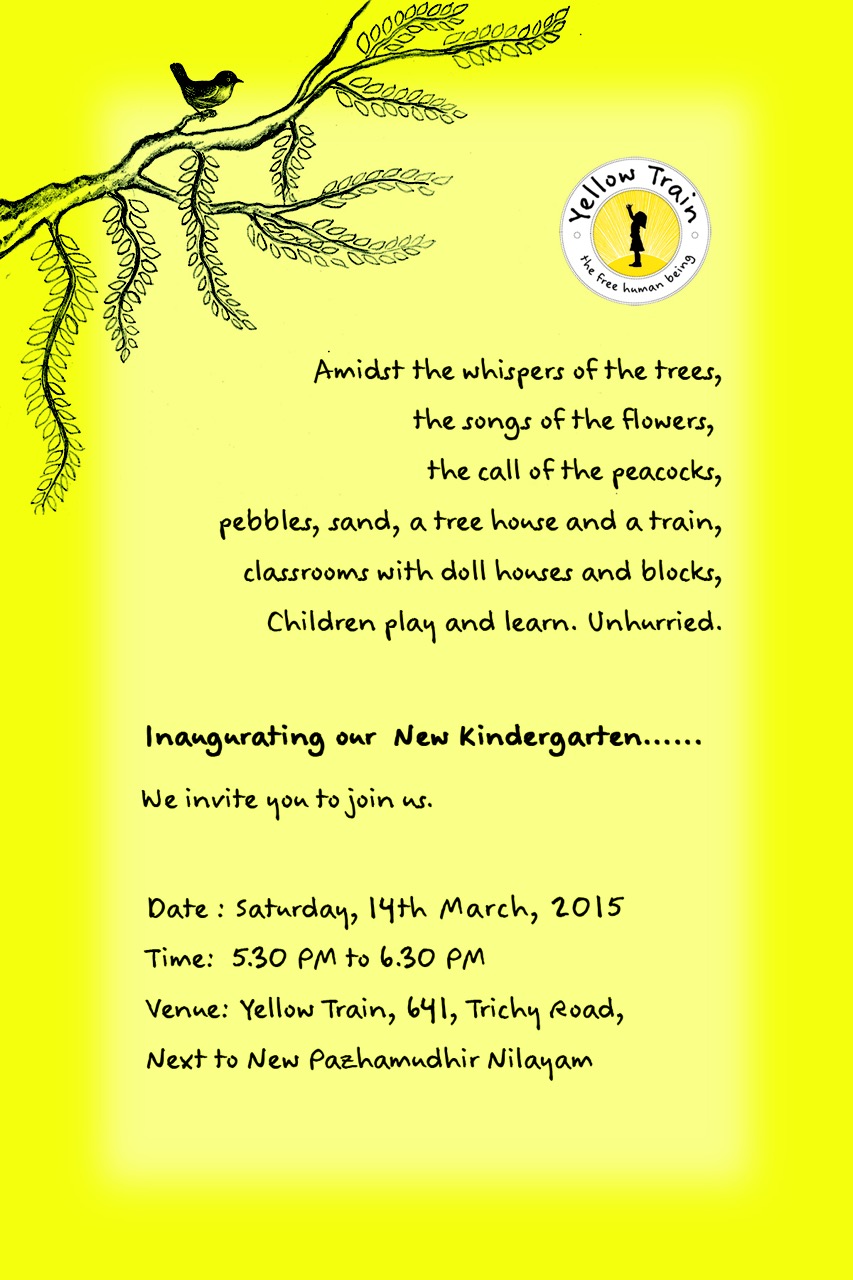 Yellow Train
the free human being
Amidst the whispers of the trees,
the songs of the flowers,
the call of the peacocks,
pebbles, sand, a tree house and a train,
classrooms with doll houses and blocks,
Children play and learn. Unhurried.
Inaugurating our New Kindergarten......
We invite you to join us.
Date : Saturday, 14th March, 2015
Time: 5.30 PM to 6.30 PM
Venue: Yellow Train, 641, Trichy Road,
Next to New Pazhamudhir Nilayam